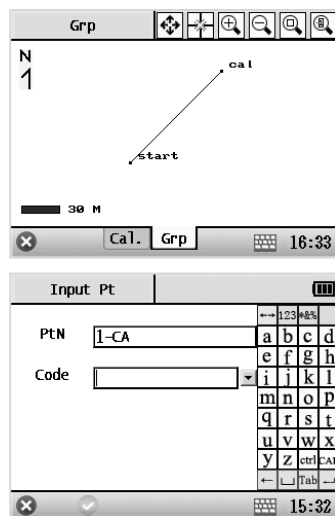 Grp
N
cal
start
30 M
Cal. Grp 16:33
Input Pt
←→ 123 *&%
PtN 1-CA
a b c d
e f g h
Code
i j k l
m n o p
q r s t
u v w x
y z ctrl CAP
← Tab
15:32